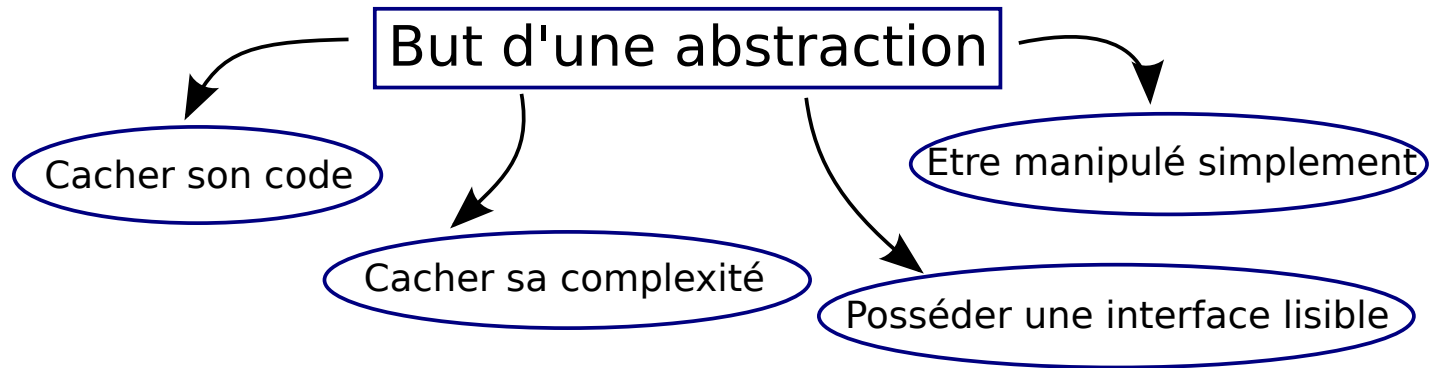 But d'une abstraction
Cacher son code
Etre manipulé simplement
Cacher sa complexité
Posséder une interface lisible